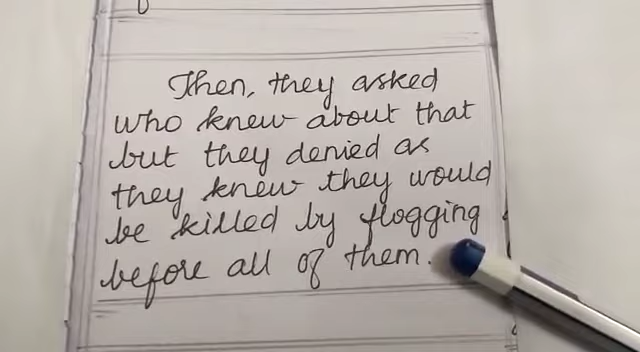 Then, they asked
who knew about that
but they denied as
they knew they would
be killed by flogging
before all of them.